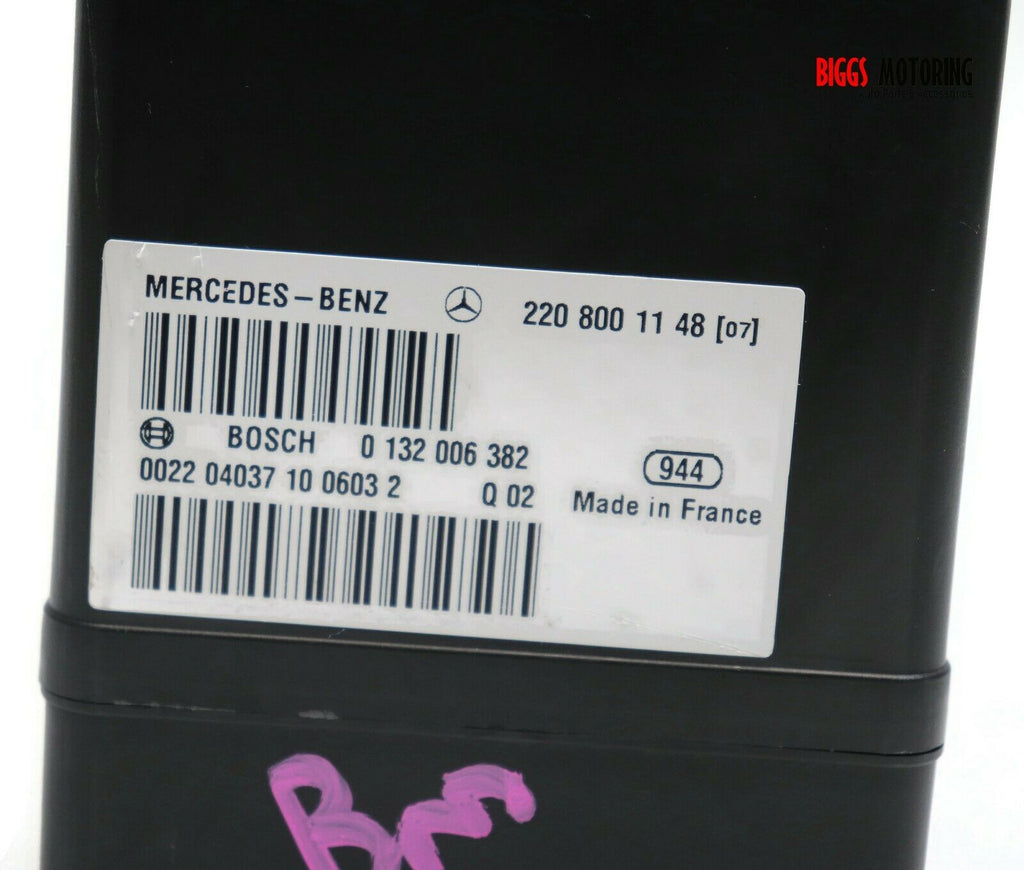 BIGGS MOTORING
MERCEDES-BENZ 220 800 11 48 [07]
BOSCH 0 132 006 382
0022 04037 10 0603 2 Q 02
944
Made in France
Bm